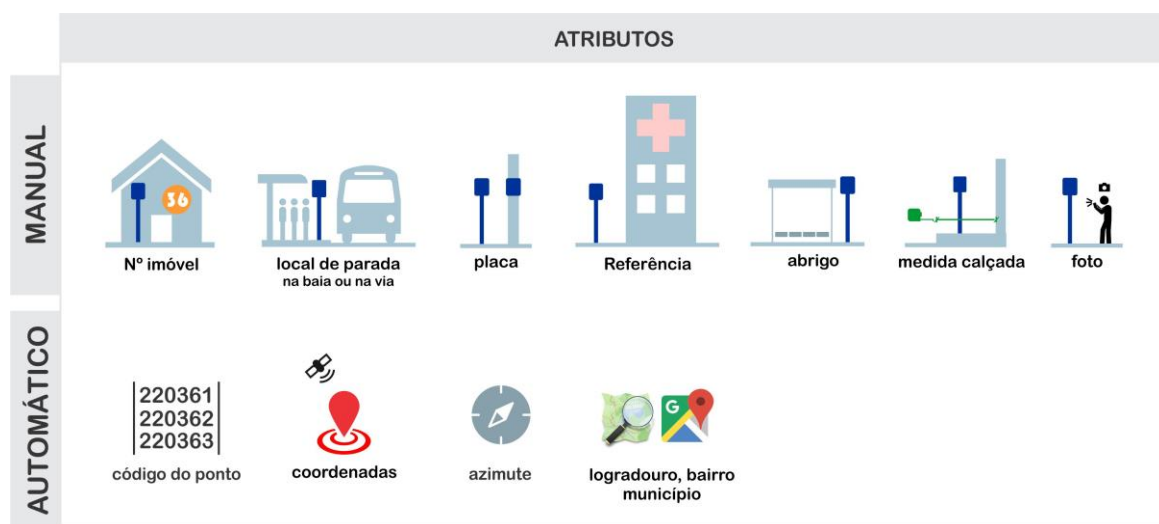 ATRIBUTOS
MANUAL
36
Nº imóvel
local de parada
na baia ou na via
placa
Referência
abrigo
medida calçada
foto
AUTOMÁTICO
220361
220362
220363
código do ponto
coordenadas
azimute
G
logradouro, bairro
município